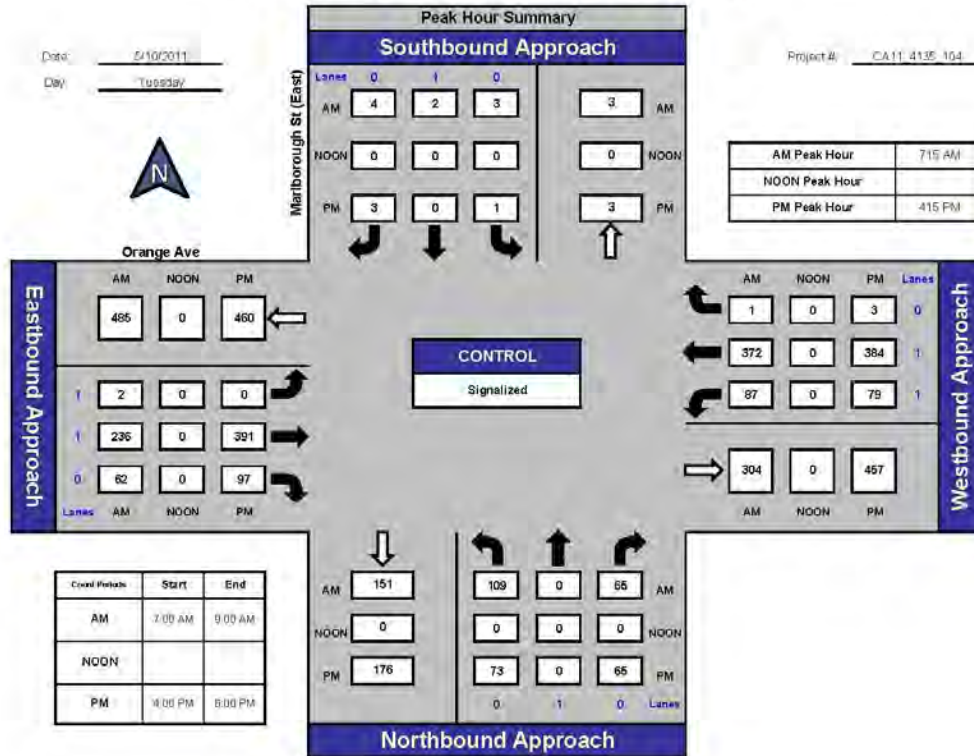 Peak Hour Summary
Southbound Approach
Date: 5/10/2011
Day: Tuesday
Project #: CA11_4135_104
Marlborough St (East)
Lanes 0 1 0
AM 4 2 3 3 AM
NOON 0 0 0 0 NOON
PM 3 0 1 3 PM
N
AM Peak Hour 715 AM
NOON Peak Hour
PM Peak Hour 415 PM
Orange Ave
Eastbound Approach
AM NOON PM
485 0 460
1 2 0 0
1 236 0 391
0 62 0 97
Lanes AM NOON PM
CONTROL
Signalized
AM NOON PM Lanes
1 0 3 0
372 0 384 1
87 0 79 1
304 0 457
AM NOON PM
Westbound Approach
Count Periods Start End
AM 7:00 AM 9:00 AM
NOON
PM 4:00 PM 6:00 PM
AM 151 109 0 65 AM
NOON 0 0 0 0 NOON
PM 176 73 0 65 PM
0 1 0 Lanes
Northbound Approach